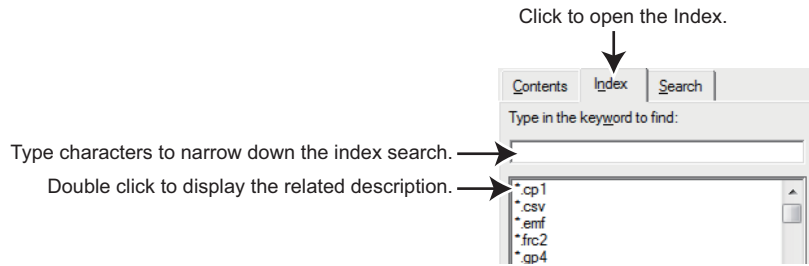 Click to open the Index.
Contents Index Search
Type in the keyword to find:
Type characters to narrow down the index search.
Double click to display the related description.
*.cp1
*.csv
*.emf
*.frc2
*.gp4